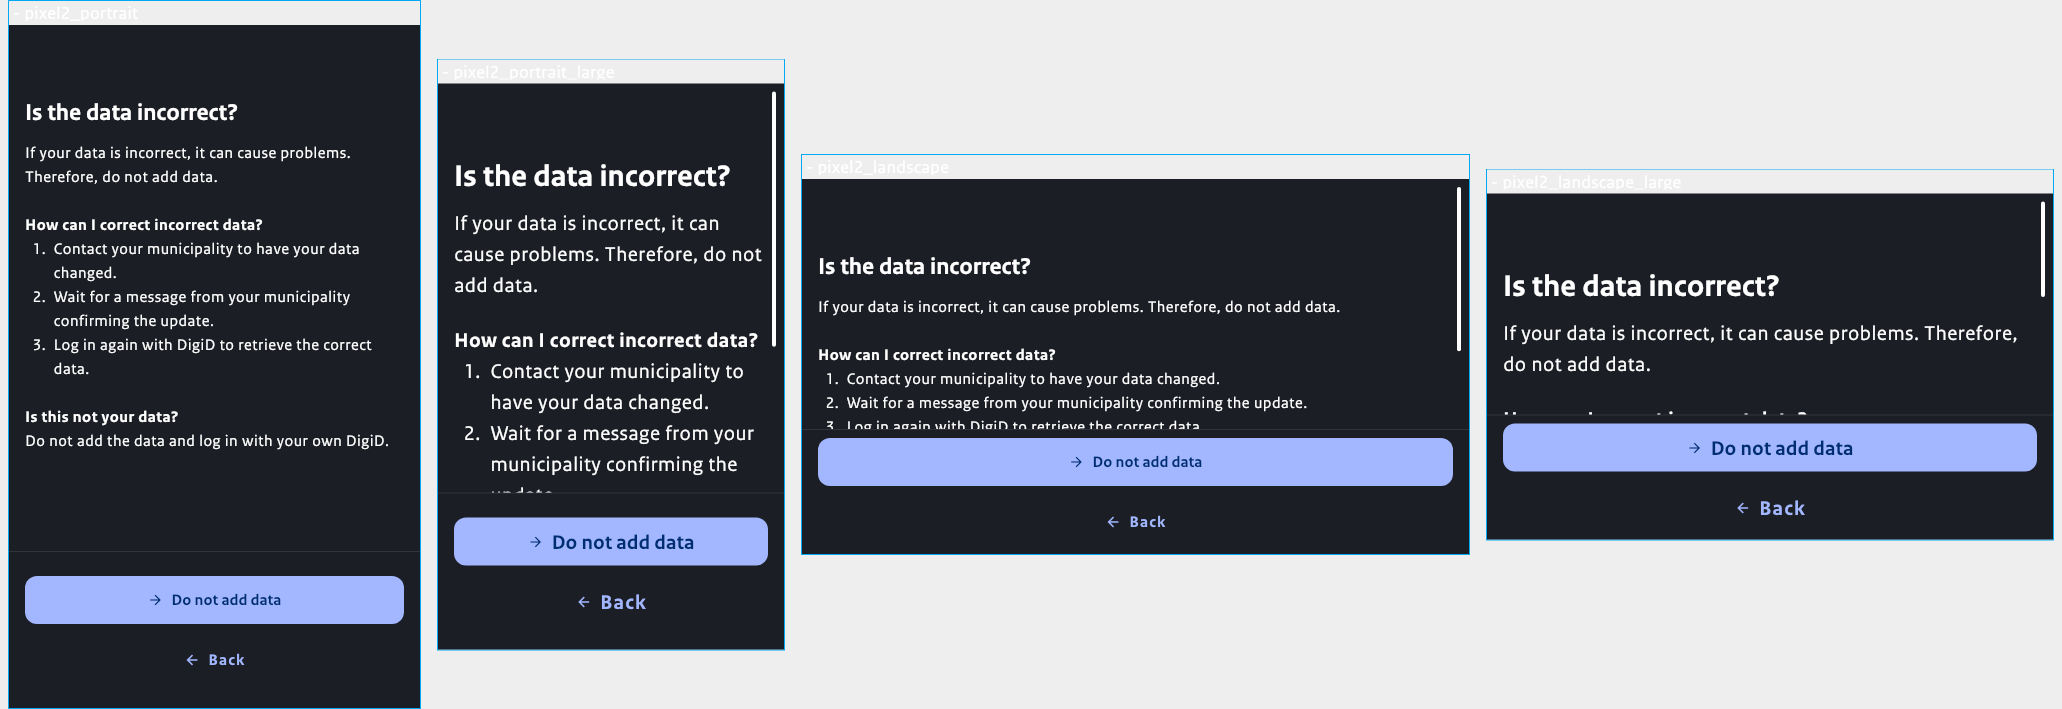 - pixel2_portrait
Is the data incorrect?
If your data is incorrect, it can cause problems.
Therefore, do not add data.
How can I correct incorrect data?
1. Contact your municipality to have your data
changed.
2. Wait for a message from your municipality
confirming the update.
3. Log in again with DigiD to retrieve the correct
data.
Is this not your data?
Do not add the data and log in with your own DigiD.
→ Do not add data
← Back
- pixel2_portrait_large
Is the data incorrect?
If your data is incorrect, it can
cause problems. Therefore, do not
add data.
How can I correct incorrect data?
1. Contact your municipality to
have your data changed.
2. Wait for a message from your
municipality confirming the
update.
→ Do not add data
← Back
- pixel2_landscape
Is the data incorrect?
If your data is incorrect, it can cause problems. Therefore, do not add data.
How can I correct incorrect data?
1. Contact your municipality to have your data changed.
2. Wait for a message from your municipality confirming the update.
3. Log in again with DigiD to retrieve the correct data.
→ Do not add data
← Back
- pixel2_landscape_large
Is the data incorrect?
If your data is incorrect, it can cause problems. Therefore,
do not add data.
→ Do not add data
← Back